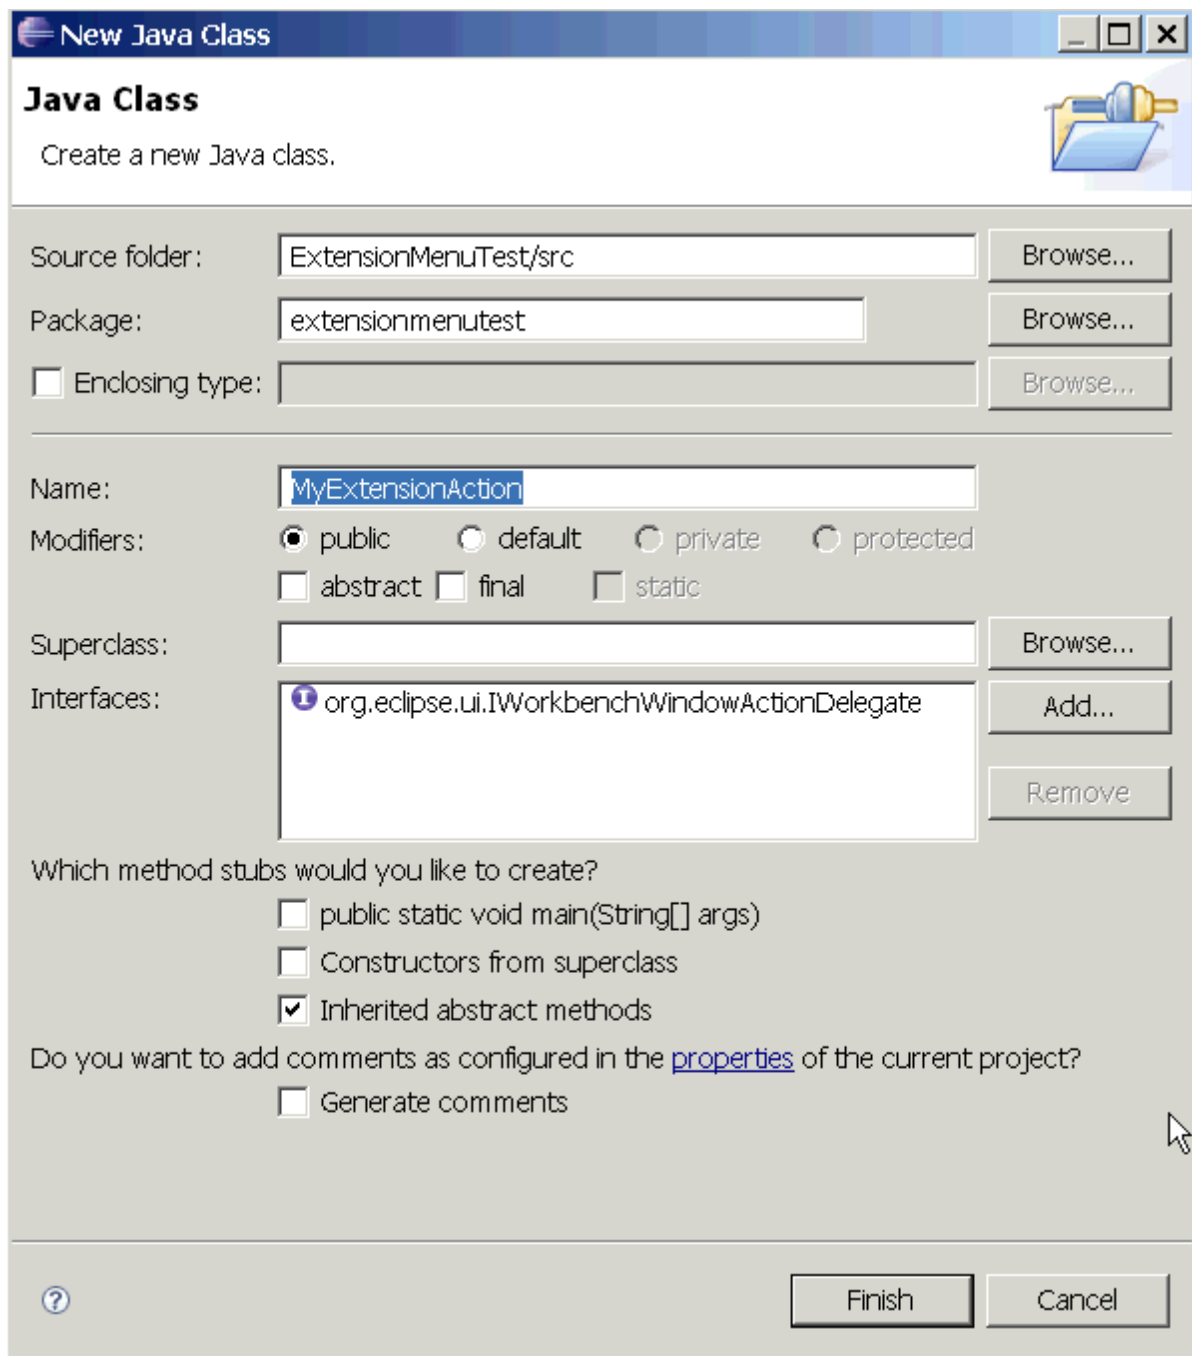 New Java Class
Java Class
Create a new Java class.
Source folder: ExtensionMenuTest/src Browse...
Package: extensionmenutest Browse...
Enclosing type: Browse...
Name: MyExtensionAction
Modifiers: public default private protected
abstract final static
Superclass: Browse...
Interfaces: org.eclipse.ui.IWorkbenchWindowActionDelegate Add...
Remove
Which method stubs would you like to create?
public static void main(String[] args)
Constructors from superclass
Inherited abstract methods
Do you want to add comments as configured in the properties of the current project?
Generate comments
? Finish Cancel